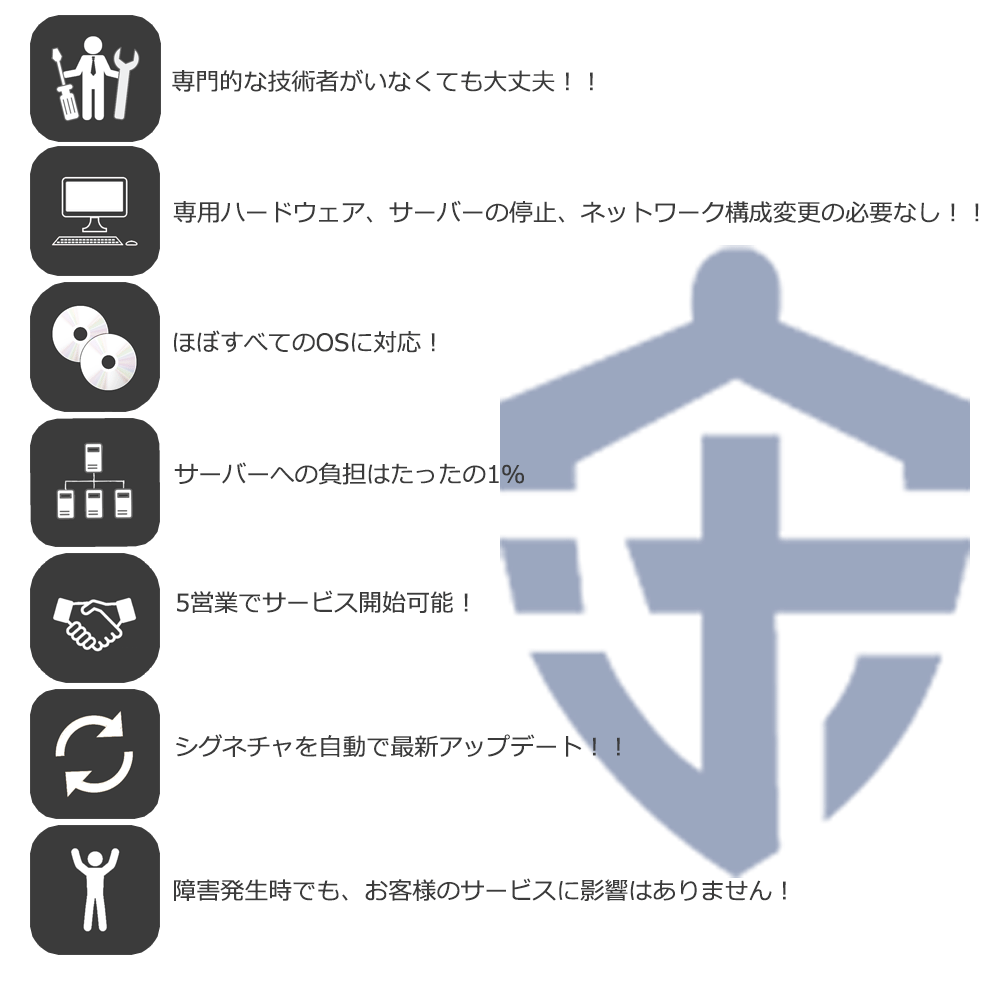 専門的な技術者がいなくても大丈夫！！
専用ハードウェア、サーバーの停止、ネットワーク構成変更の必要なし！！
ほぼすべてのOSに対応！
サーバーへの負担はたったの1%
5営業でサービス開始可能！
シグネチャを自動で最新アップデート！！
障害発生時でも、お客様のサービスに影響はありません！